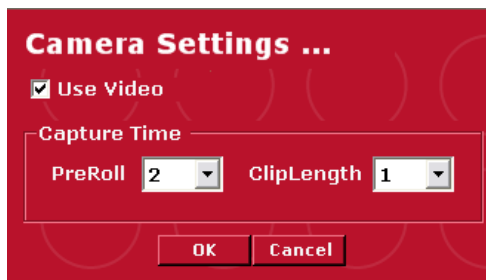 Camera Settings ...
Use Video
Capture Time
PreRoll 2 ClipLength 1
OK Cancel